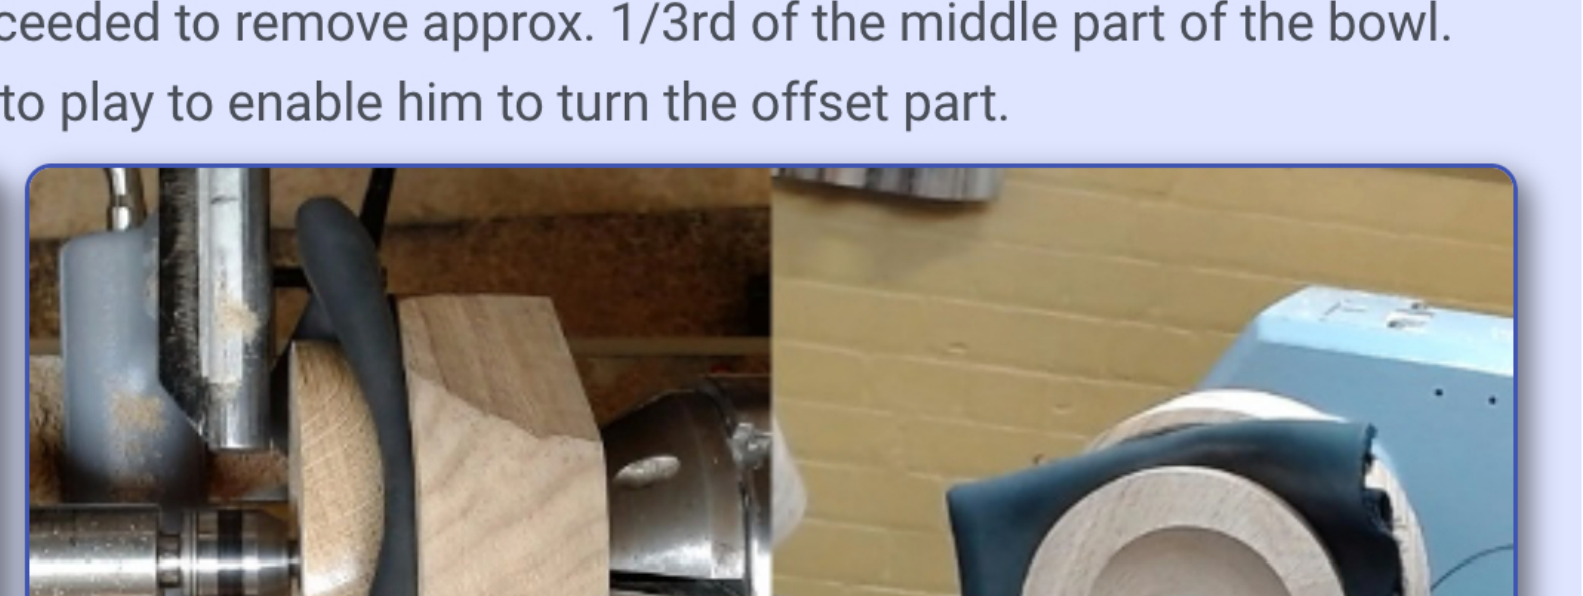 ceeded to remove approx. 1/3rd of the middle part of the bowl.
to play to enable him to turn the offset part.